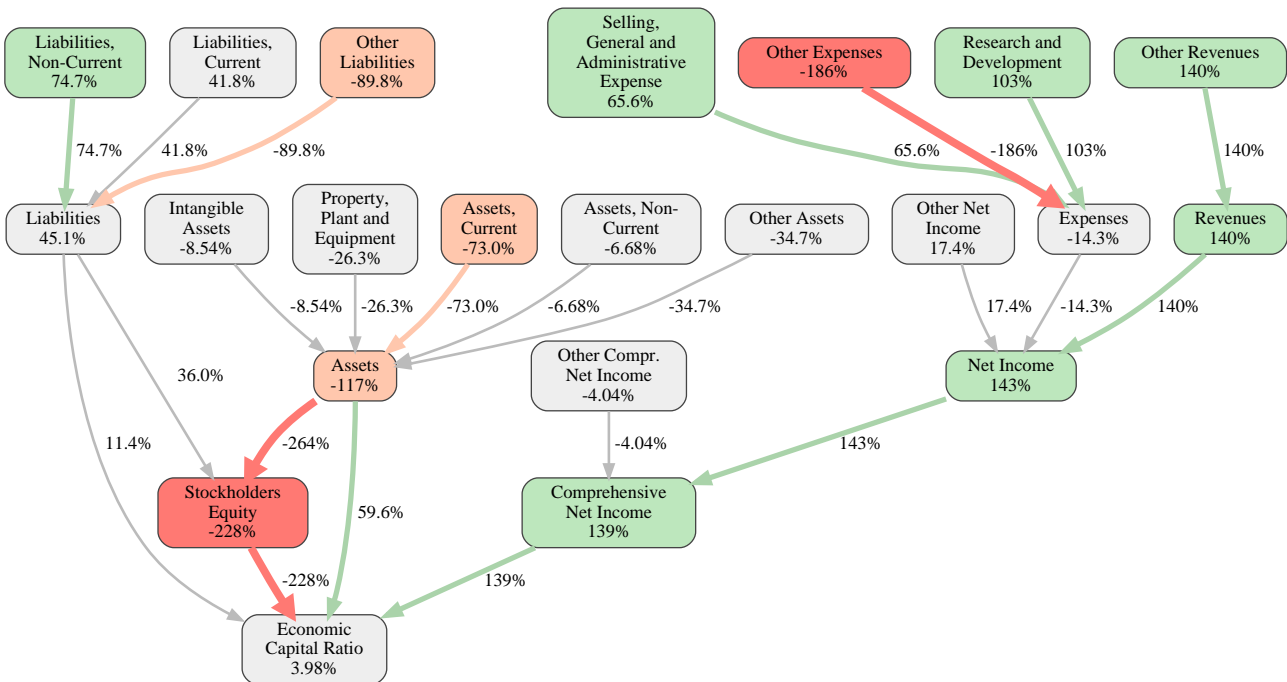 Liabilities,
Non-Current
74.7%
Liabilities,
Current
41.8%
Other
Liabilities
-89.8%
Selling,
General and
Administrative
Expense
65.6%
Other Expenses
-186%
Research and
Development
103%
Other Revenues
140%
74.7%
41.8%
-89.8%
65.6%
-186%
103%
140%
Liabilities
45.1%
Intangible
Assets
-8.54%
Property,
Plant and
Equipment
-26.3%
Assets,
Current
-73.0%
Assets, Non-
Current
-6.68%
Other Assets
-34.7%
Other Net
Income
17.4%
Expenses
-14.3%
Revenues
140%
-8.54%
-26.3%
-73.0%
-6.68%
-34.7%
17.4%
-14.3%
140%
Assets
-117%
Other Compr.
Net Income
-4.04%
Net Income
143%
36.0%
11.4%
-264%
-4.04%
143%
Stockholders
Equity
-228%
59.6%
Comprehensive
Net Income
139%
-228%
139%
Economic
Capital Ratio
3.98%